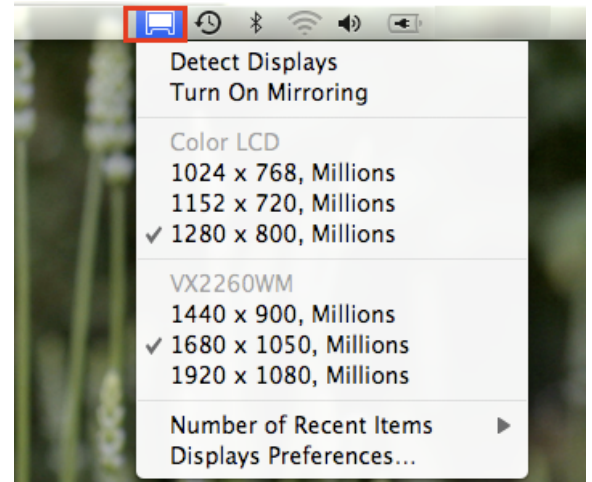 Detect Displays
Turn On Mirroring
Color LCD
1024 x 768, Millions
1152 x 720, Millions
1280 x 800, Millions
VX2260WM
1440 x 900, Millions
1680 x 1050, Millions
1920 x 1080, Millions
Number of Recent Items
Displays Preferences...